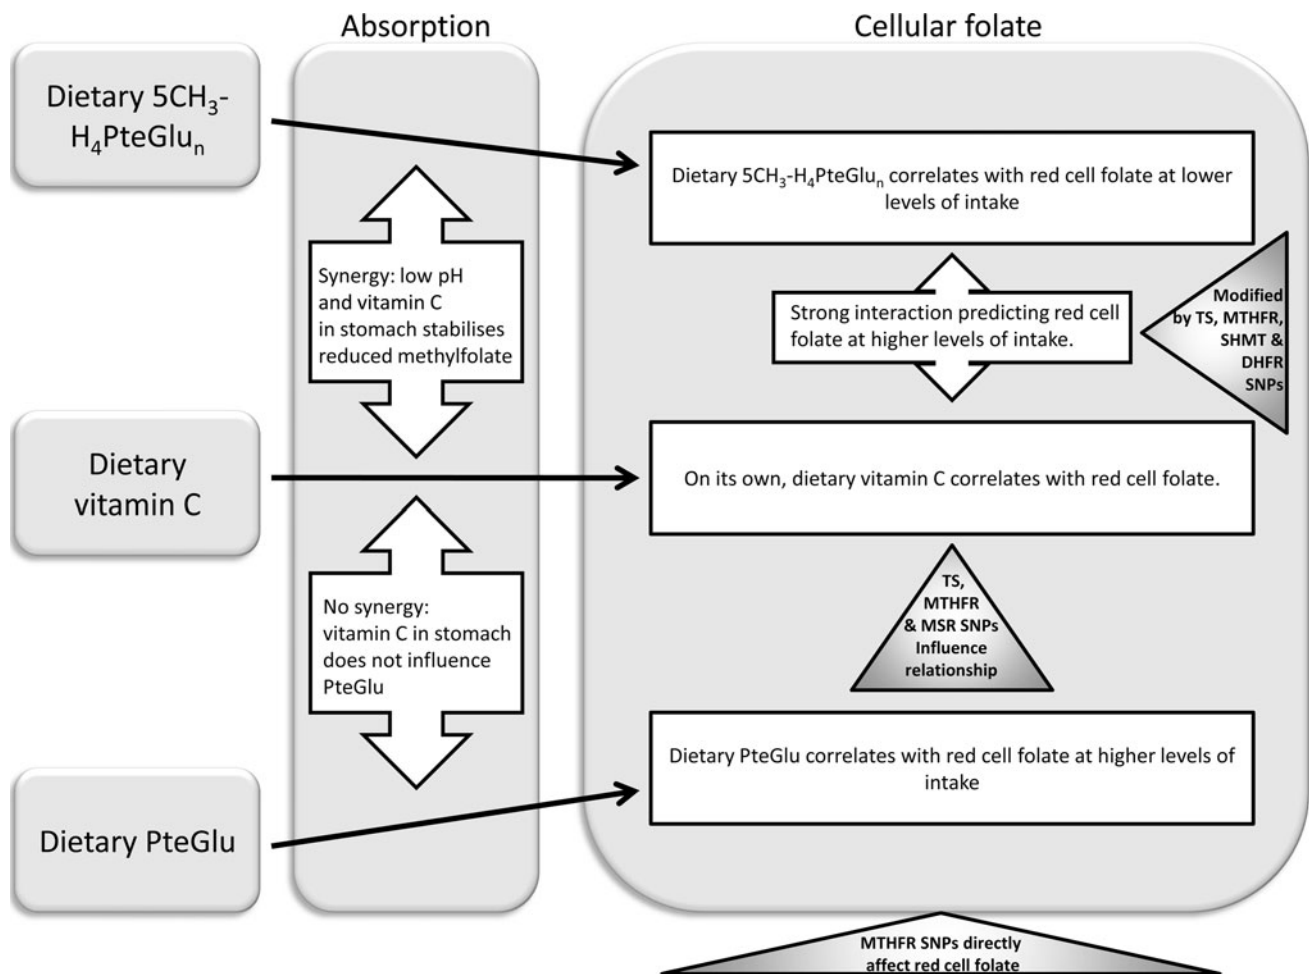 Absorption
Cellular folate
Dietary 5CH₃-
H₄PteGluₙ
Dietary 5CH₃-H₄PteGluₙ correlates with red cell folate at lower
levels of intake
Synergy: low pH
and vitamin C
in stomach stabilises
reduced methylfolate
Strong interaction predicting red cell
folate at higher levels of intake.
Modified
by TS, MTHFR,
SHMT &
DHFR
SNPs
Dietary
vitamin C
On its own, dietary vitamin C correlates with red cell folate.
No synergy:
vitamin C in stomach
does not influence
PteGlu
TS,
MTHFR
& MSR SNPs
Influence
relationship
Dietary PteGlu
Dietary PteGlu correlates with red cell folate at higher levels of
intake
MTHFR SNPs directly
affect red cell folate